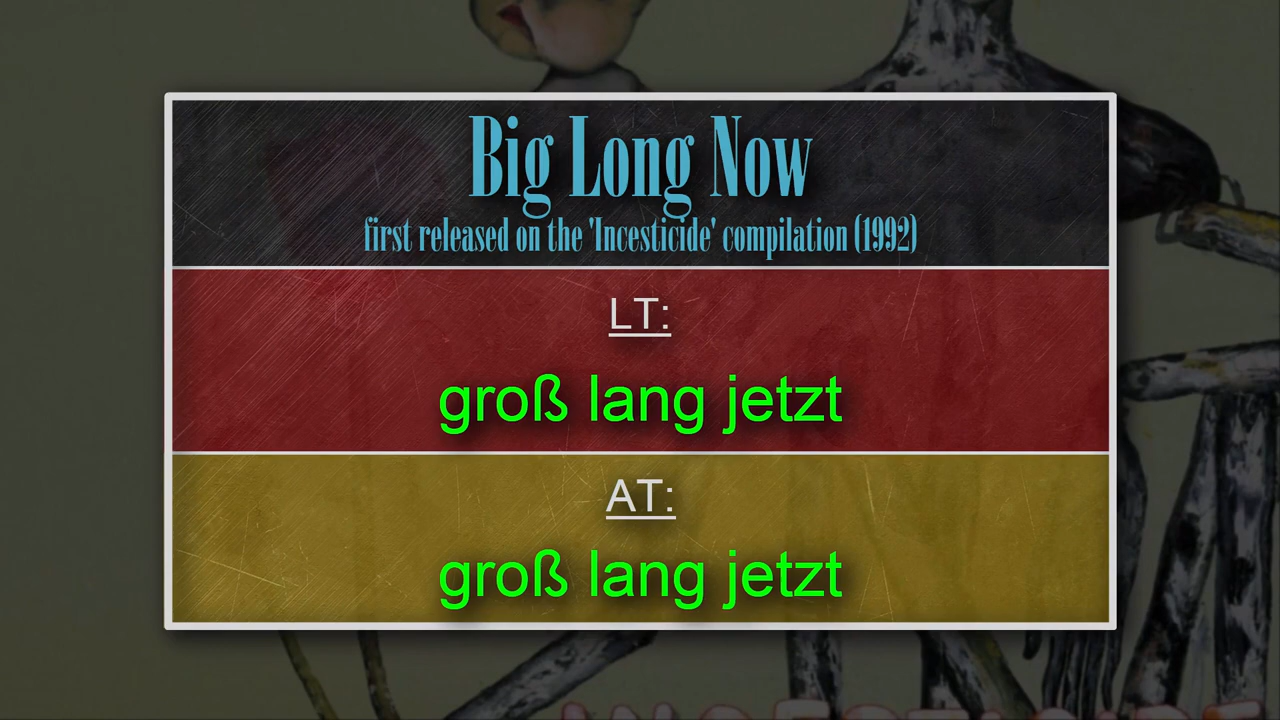 Big Long Now
first released on the 'Incesticide' compilation (1992)
LT:
groß lang jetzt
AT:
groß lang jetzt